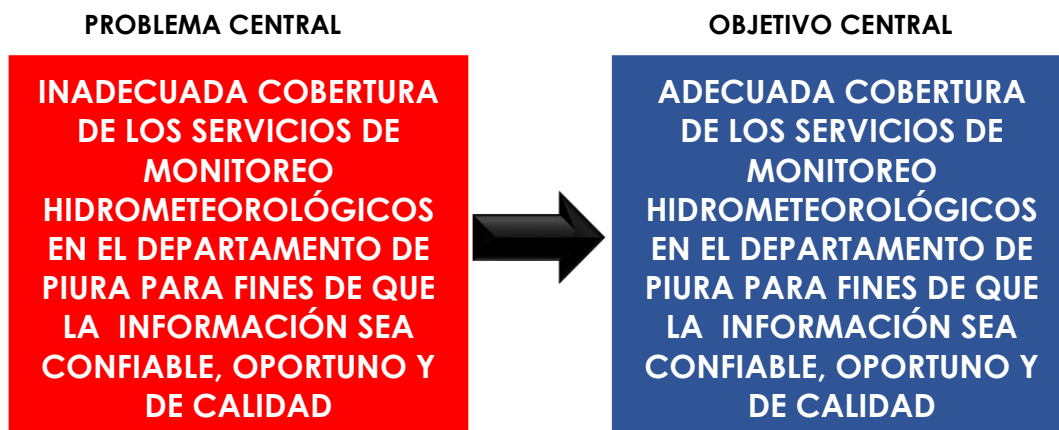 PROBLEMA CENTRAL
INADECUADA COBERTURA
DE LOS SERVICIOS DE
MONITOREO
HIDROMETEOROLÓGICOS
EN EL DEPARTAMENTO DE
PIURA PARA FINES DE QUE
LA INFORMACIÓN SEA
CONFIABLE, OPORTUNO Y
DE CALIDAD
OBJETIVO CENTRAL
ADECUADA COBERTURA
DE LOS SERVICIOS DE
MONITOREO
HIDROMETEOROLÓGICOS
EN EL DEPARTAMENTO DE
PIURA PARA FINES DE QUE
LA INFORMACIÓN SEA
CONFIABLE, OPORTUNO Y
DE CALIDAD